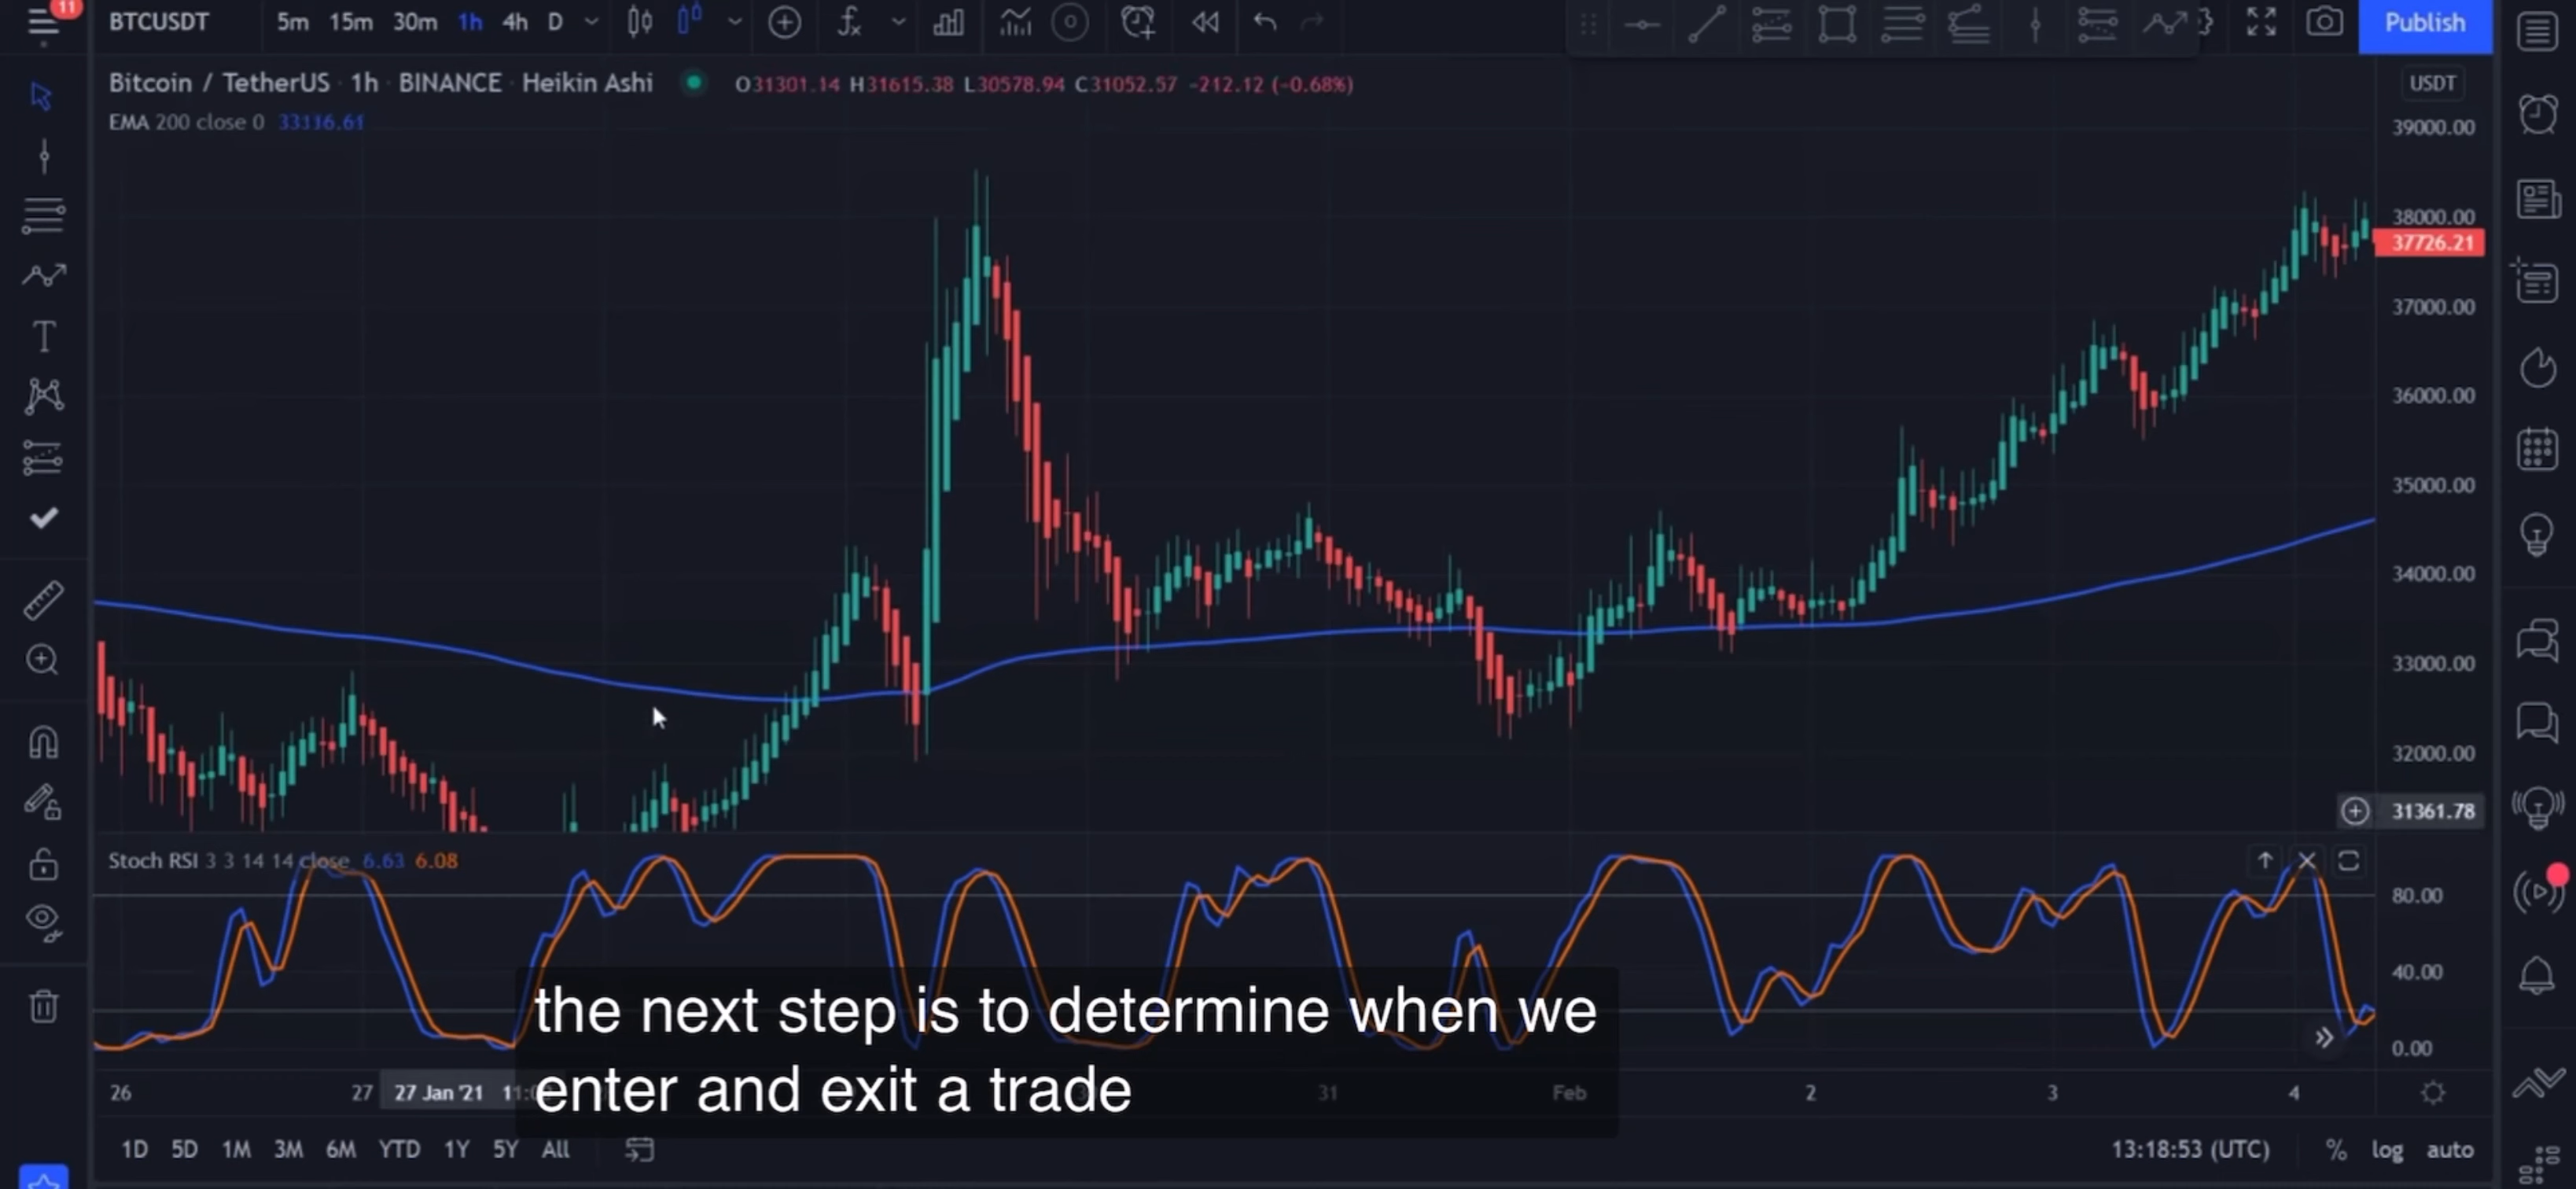 11
BTCUSDT 5m 15m 30m 1h 4h D Publish
Bitcoin / TetherUS · 1h · BINANCE · Heikin Ashi O31301.14 H31615.38 L30578.94 C31052.57 -212.12 (-0.68%) USDT
EMA 200 close 0 33116.61
39000.00
38000.00
37726.21
37000.00
36000.00
35000.00
34000.00
33000.00
32000.00
31361.78
Stoch RSI 3 3 14 14 close 6.63 6.08
80.00
40.00
0.00
the next step is to determine when we
enter and exit a trade
26 27 27 Jan '21 31 Feb 2 3 4
1D 5D 1M 3M 6M YTD 1Y 5Y All 13:18:53 (UTC) % log auto